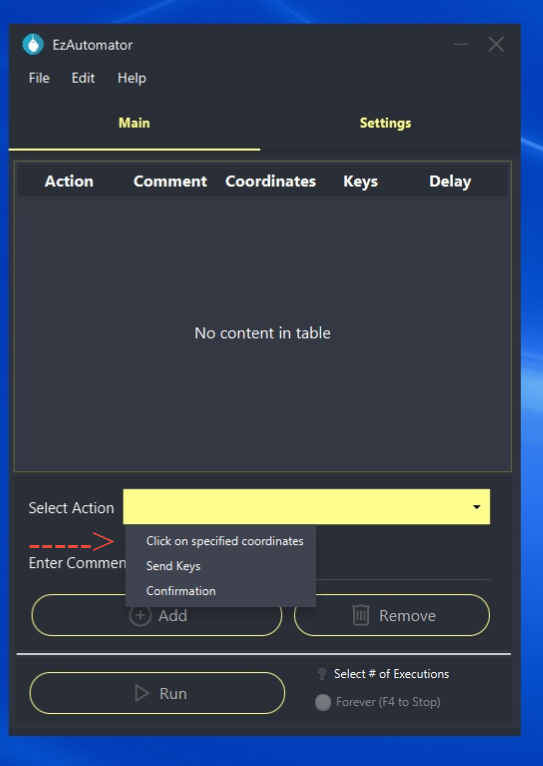 EzAutomator
File Edit Help
Main Settings
Action Comment Coordinates Keys Delay
No content in table
Select Action
Click on specified coordinates
Send Keys
Confirmation
Enter Commen
Add Remove
Run
? Select # of Executions
Forever (F4 to Stop)